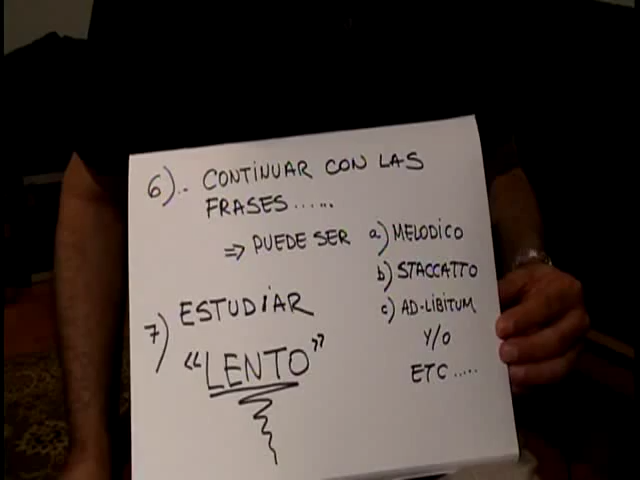 6).. CONTINUAR CON LAS
FRASES......
⇒ PUEDE SER a) MELODICO
b) STACCATTO
c) AD-LIBITUM
Y/O
ETC.....
7) ESTUDIAR
"LENTO"